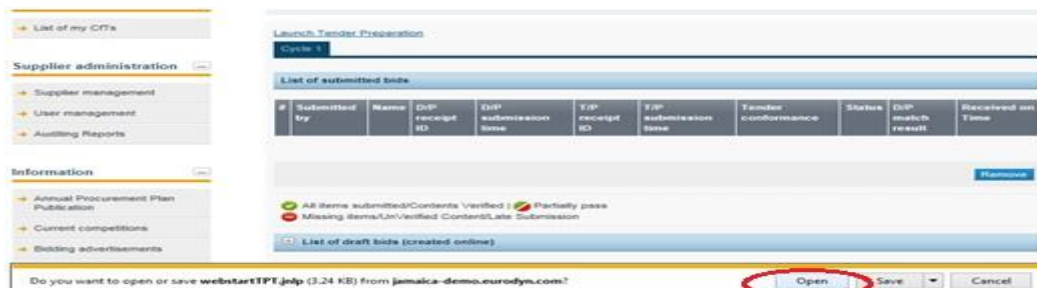 List of my CfTs
Supplier administration
Supplier management
User management
Auditing Reports
Information
Annual Procurement Plan
Publication
Current competitions
Bidding advertisements
Launch Tender Preparation
Cycle 1
List of submitted bids
# Submitted by Name D/P receipt ID D/P submission time T/P receipt ID T/P submission time Tender conformance Status D/P match result Received on Time
Remove
All items submitted/Contents Verified | Partially pass
Missing items/UnVerified Content/Late Submission
List of draft bids (created online)
Do you want to open or save webstartTPT.jnlp (3.24 KB) from jamaica-demo.eurodyn.com? Open Save Cancel